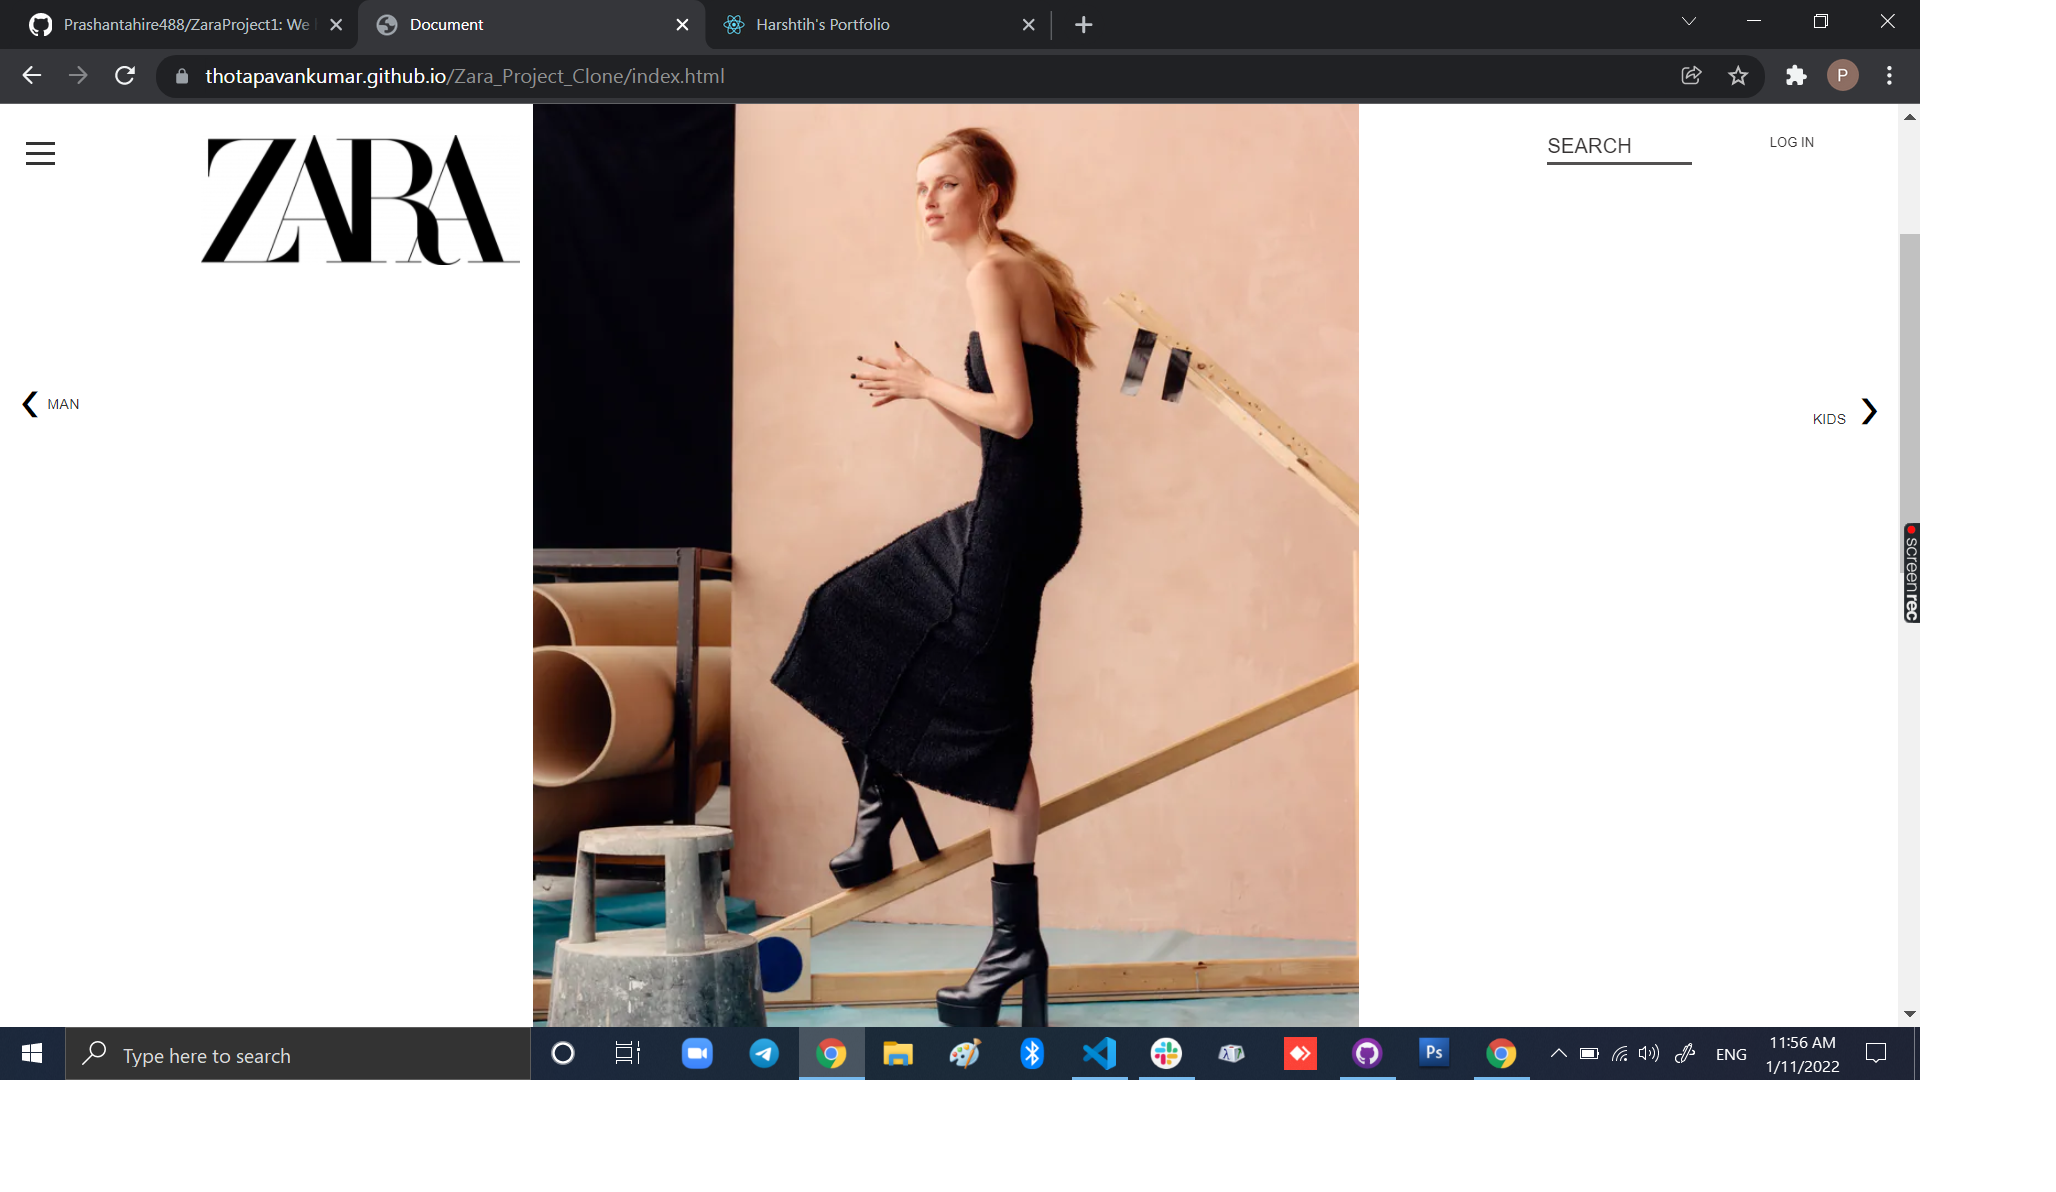 Prashantahire488/ZaraProject1: We
Document
Harshtih's Portfolio
thotapavankumar.github.io/Zara_Project_Clone/index.html
P
ZARA
SEARCH
LOG IN
MAN
KIDS
screenrec
Type here to search
Ps
ENG
11:56 AM
1/11/2022